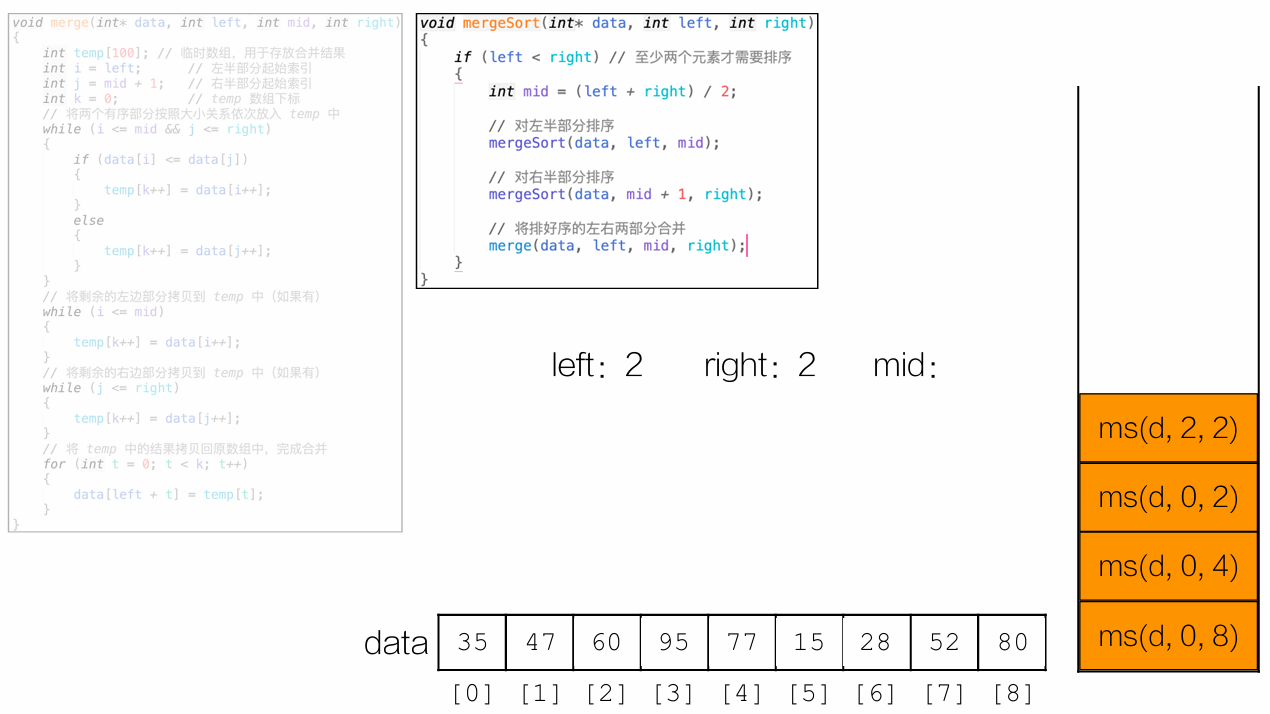 void merge(int* data, int left, int mid, int right)
{
int temp[100]; // 临时数组，用于存放合并结果
int i = left; // 左半部分起始索引
int j = mid + 1; // 右半部分起始索引
int k = 0; // temp 数组下标
// 将两个有序部分按照大小关系依次放入 temp 中
while (i <= mid && j <= right)
{
if (data[i] <= data[j])
{
temp[k++] = data[i++];
}
else
{
temp[k++] = data[j++];
}
}
// 将剩余的左边部分拷贝到 temp 中（如果有）
while (i <= mid)
{
temp[k++] = data[i++];
}
// 将剩余的右边部分拷贝到 temp 中（如果有）
while (j <= right)
{
temp[k++] = data[j++];
}
// 将 temp 中的结果拷贝回原数组中，完成合并
for (int t = 0; t < k; t++)
{
data[left + t] = temp[t];
}
}
void mergeSort(int* data, int left, int right)
{
if (left < right) // 至少两个元素才需要排序
{
int mid = (left + right) / 2;
// 对左半部分排序
mergeSort(data, left, mid);
// 对右半部分排序
mergeSort(data, mid + 1, right);
// 将排好序的左右两部分合并
merge(data, left, mid, right);
}
}
left：2 right：2 mid：
ms(d, 2, 2)
ms(d, 0, 2)
ms(d, 0, 4)
ms(d, 0, 8)
data 35 47 60 95 77 15 28 52 80
[0] [1] [2] [3] [4] [5] [6] [7] [8]